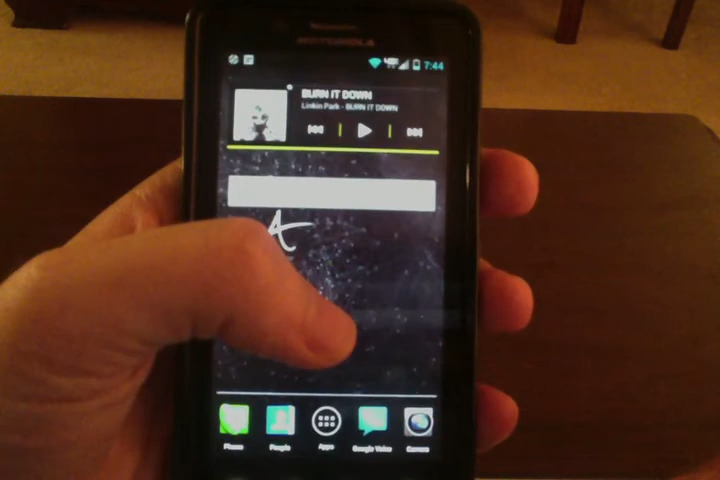 MOTOROLA
7:44
BURN IT DOWN
Linkin Park - BURN IT DOWN
Phone People Apps Google Voice Camera